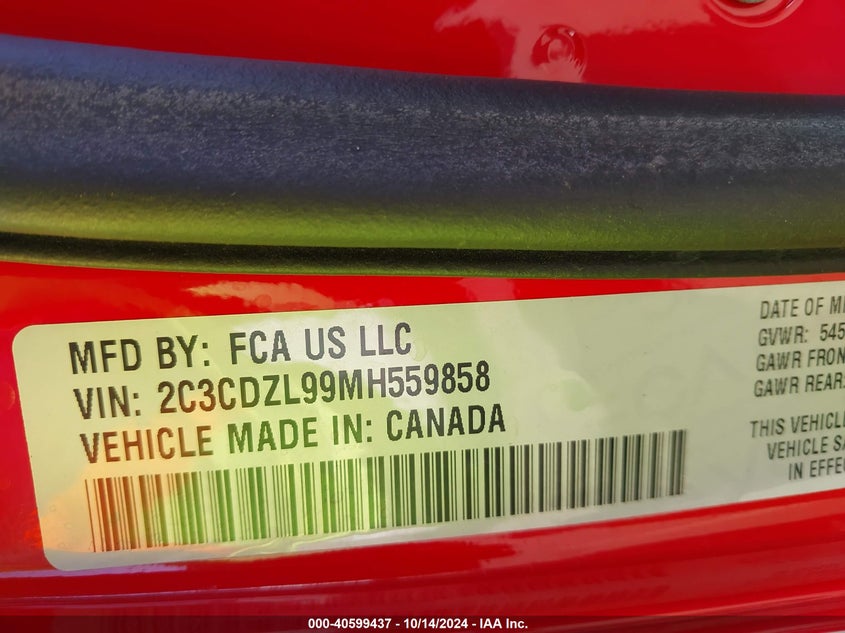 MFD BY: FCA US LLC
VIN: 2C3CDZL99MH559858
VEHICLE MADE IN: CANADA
DATE OF
GVWR: 545
GAWR FRON
GAWR REAR:
THIS VEHICLE
VEHICLE SA
IN EFFE
000-40599437 - 10/14/2024 - IAA Inc.